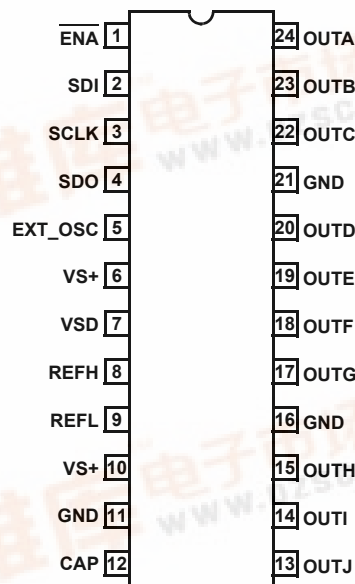 ENA 1 24 OUTA
SDI 2 23 OUTB
SCLK 3 22 OUTC
SDO 4 21 GND
EXT_OSC 5 20 OUTD
VS+ 6 19 OUTE
VSD 7 18 OUTF
REFH 8 17 OUTG
REFL 9 16 GND
VS+ 10 15 OUTH
GND 11 14 OUTI
CAP 12 13 OUTJ